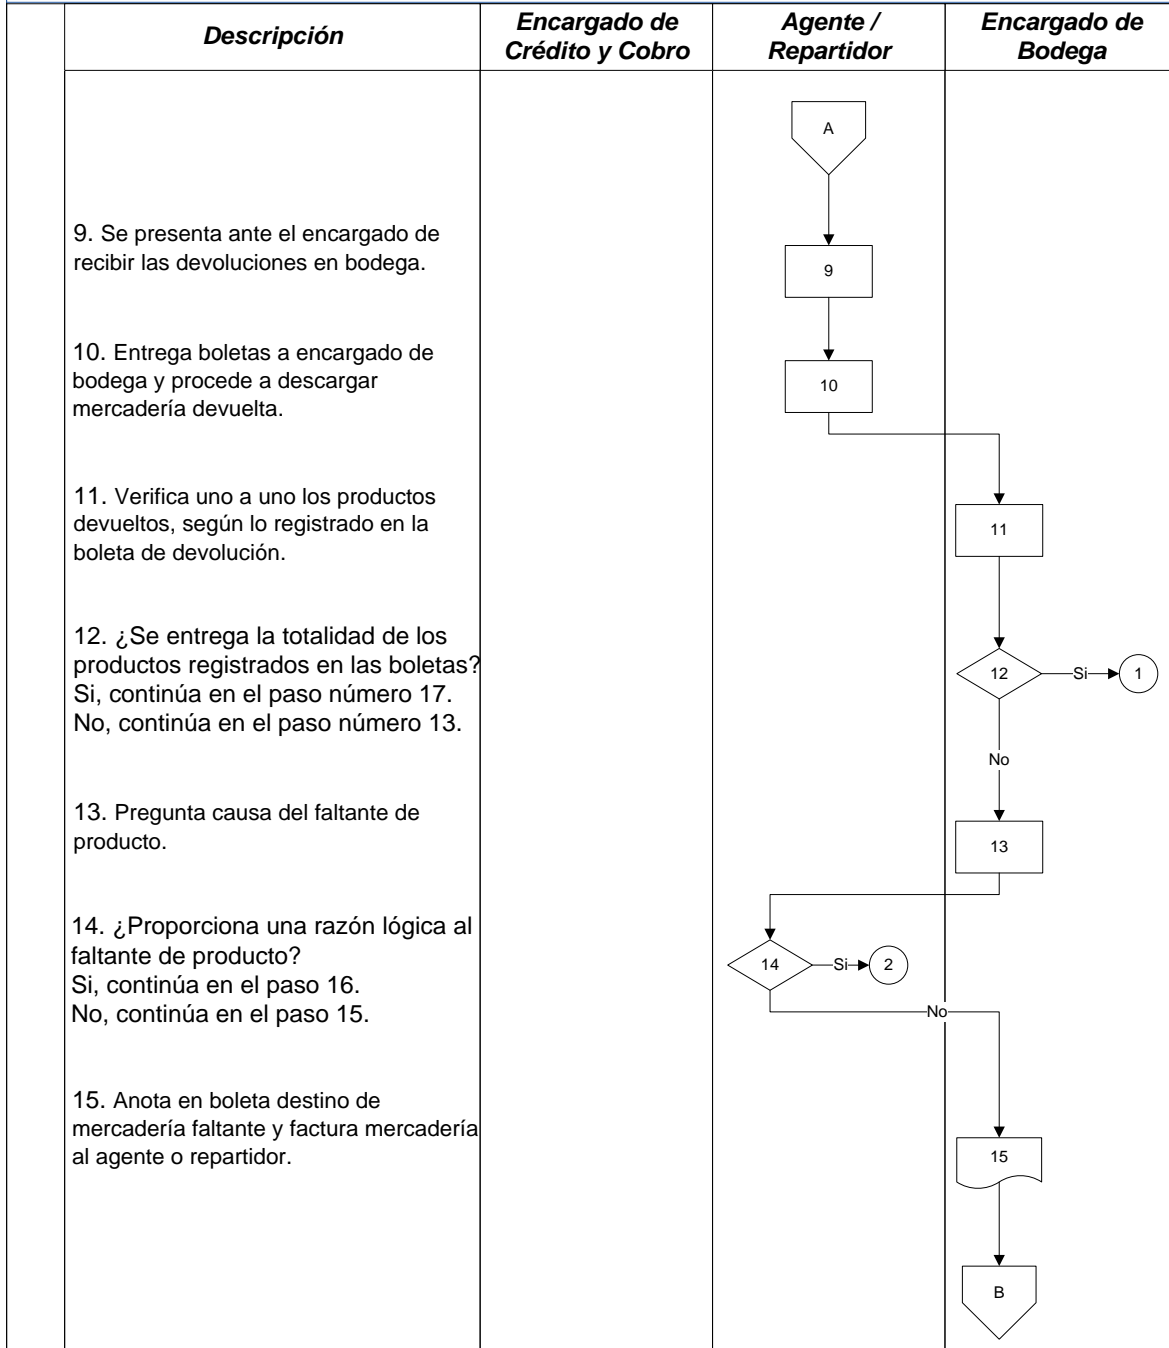 Descripción
Encargado de
Crédito y Cobro
Agente /
Repartidor
Encargado de
Bodega
A
9. Se presenta ante el encargado de
recibir las devoluciones en bodega.
9
10. Entrega boletas a encargado de
bodega y procede a descargar
mercadería devuelta.
10
11. Verifica uno a uno los productos
devueltos, según lo registrado en la
boleta de devolución.
11
12. ¿Se entrega la totalidad de los
productos registrados en las boletas?
Si, continúa en el paso número 17.
No, continúa en el paso número 13.
12
Si
1
No
13. Pregunta causa del faltante de
producto.
13
14. ¿Proporciona una razón lógica al
faltante de producto?
Si, continúa en el paso 16.
No, continúa en el paso 15.
14
Si
2
No
15. Anota en boleta destino de
mercadería faltante y factura mercadería
al agente o repartidor.
15
B